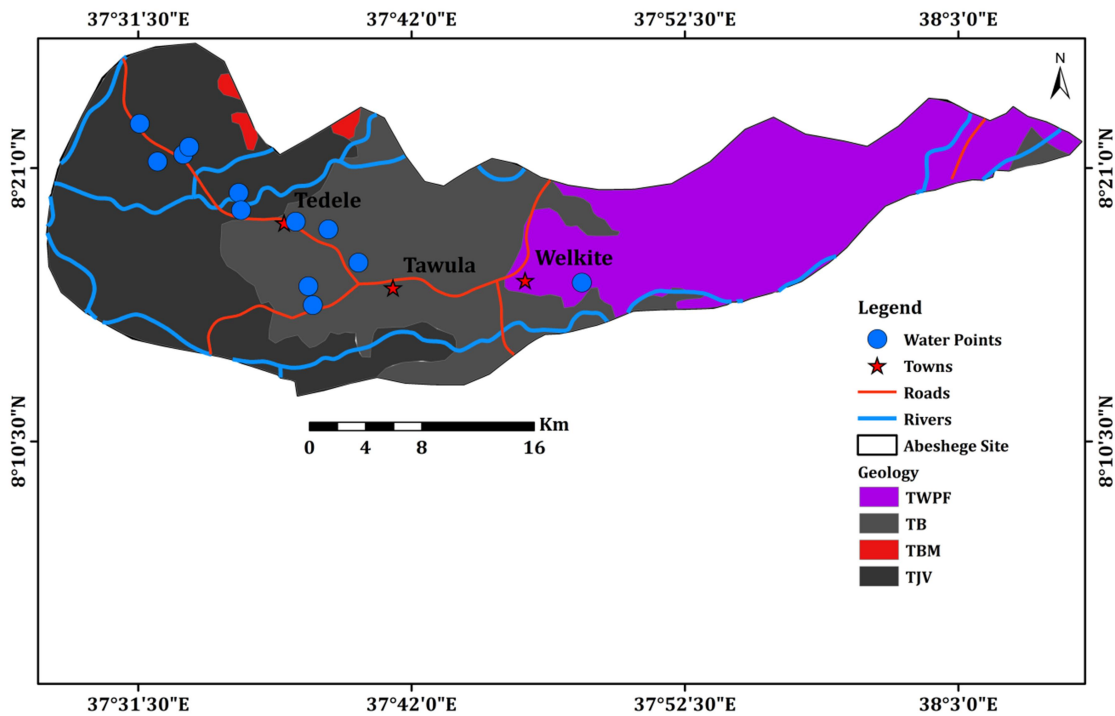 37°31'30"E 37°42'0"E 37°52'30"E 38°3'0"E
N
8°21'0"N
8°21'0"N
Tedele
Tawula
Welkite
Legend
Water Points
Towns
Roads
Rivers
Abeshege Site
Geology
TWPF
TB
TBM
TJV
Km
0 4 8 16
8°10'30"N
8°10'30"N
37°31'30"E 37°42'0"E 37°52'30"E 38°3'0"E